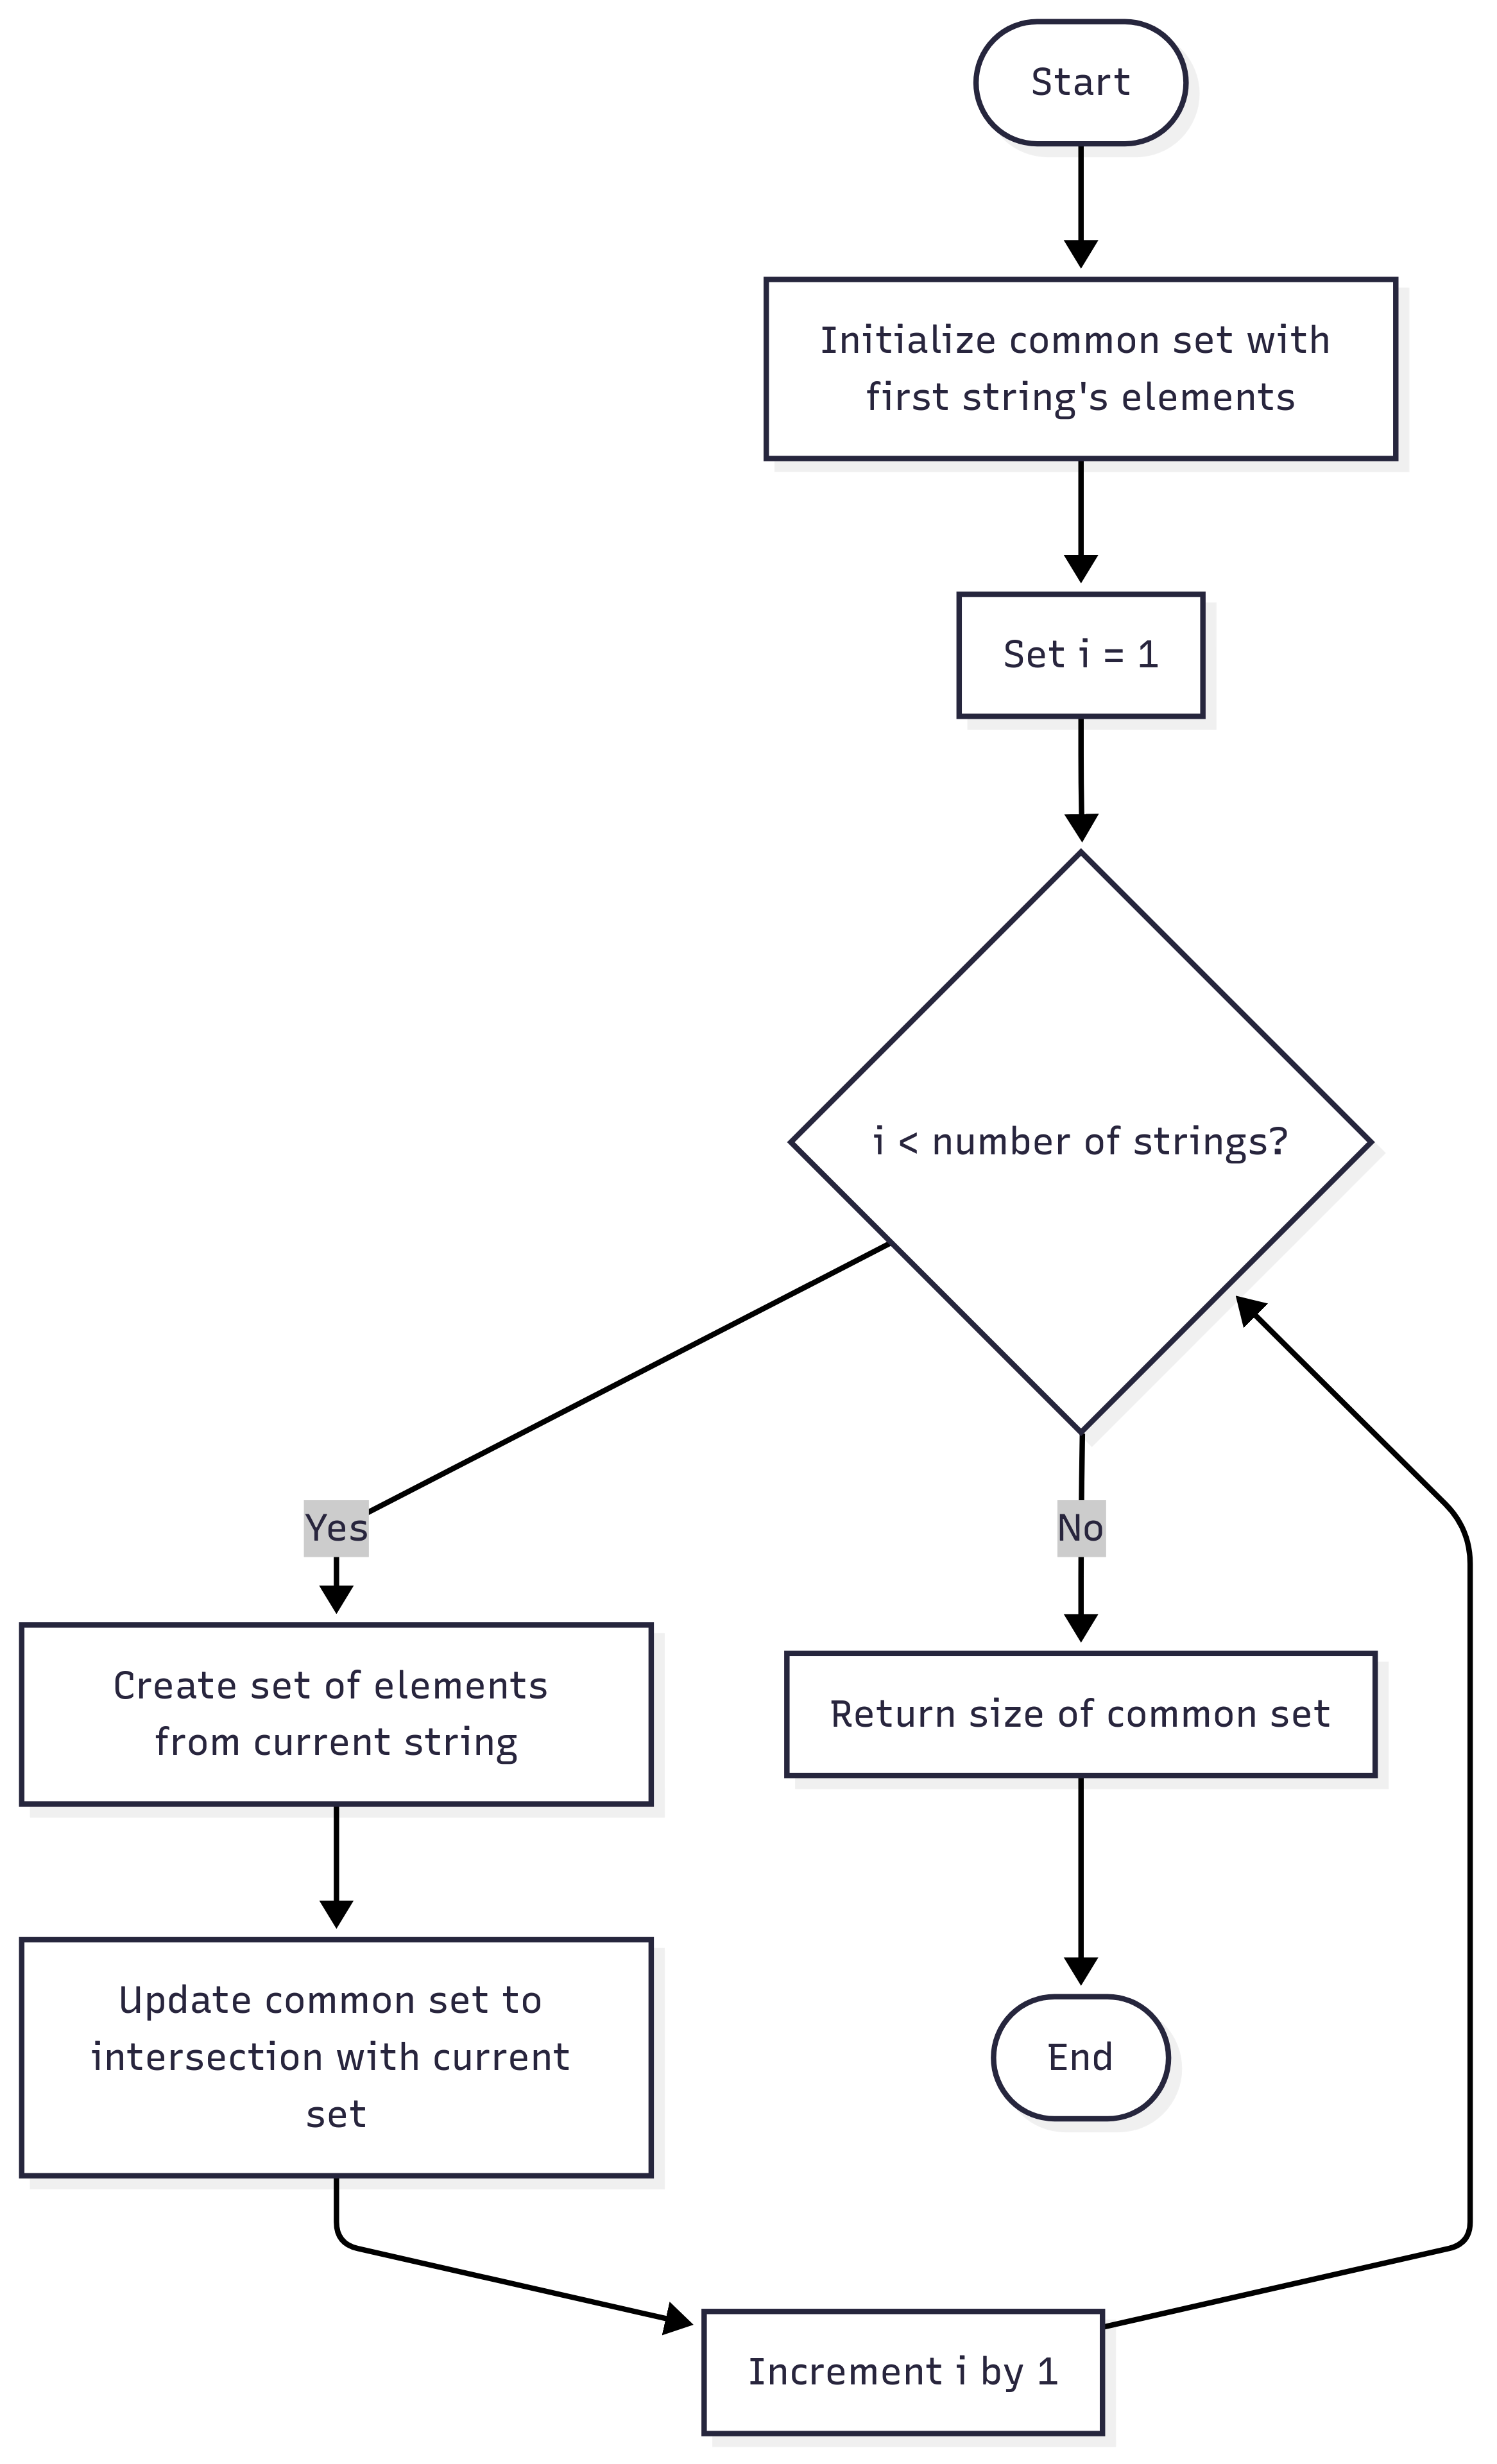 Start
Initialize common set with
first string's elements
Set i = 1
i < number of strings?
Yes
No
Create set of elements
from current string
Return size of common set
Update common set to
intersection with current
set
End
Increment i by 1